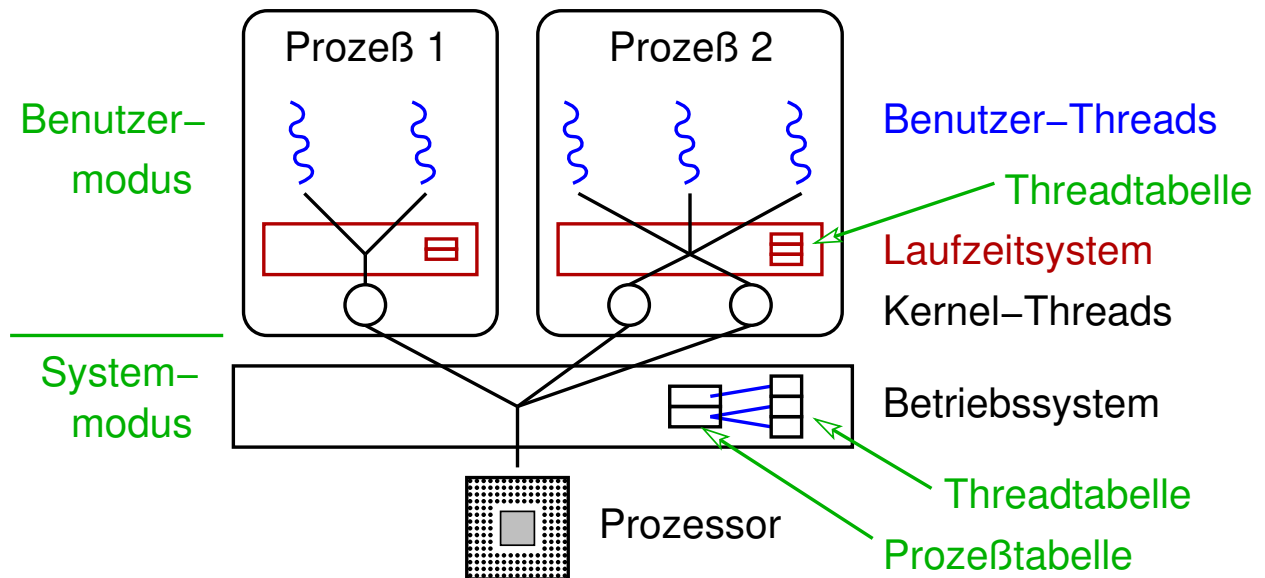 Prozeß 1
Prozeß 2
Benutzer−
modus
Benutzer−Threads
Threadtabelle
Laufzeitsystem
Kernel−Threads
System−
modus
Betriebssystem
Threadtabelle
Prozessor
Prozeßtabelle